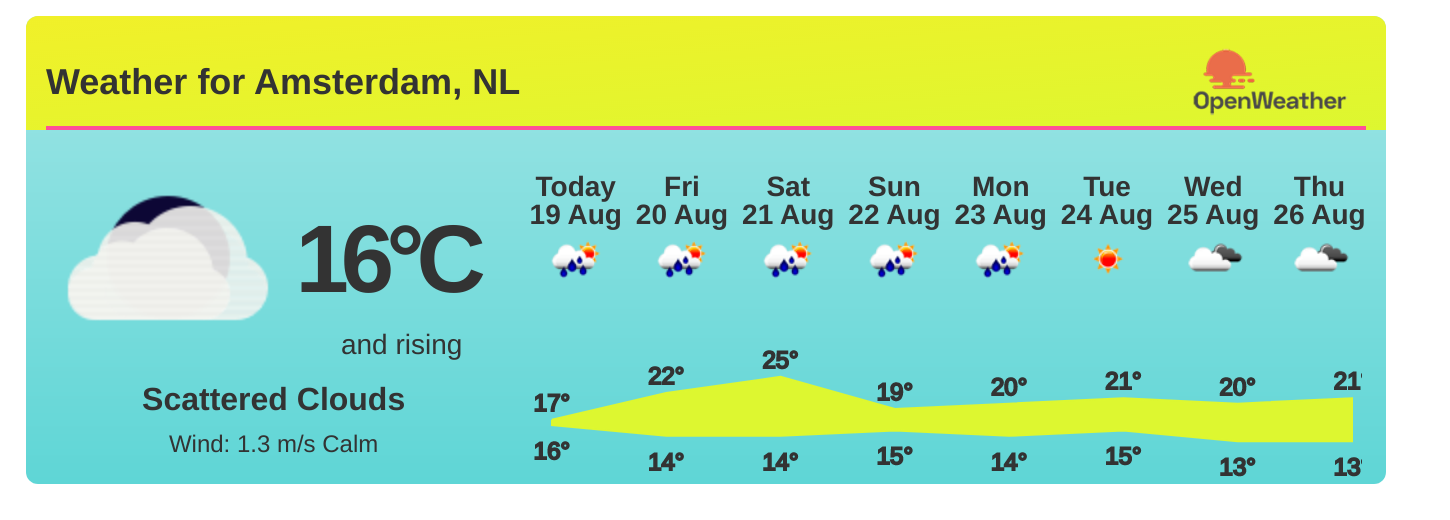 Weather for Amsterdam, NL
OpenWeather
16°C
and rising
Scattered Clouds
Wind: 1.3 m/s Calm
Today Fri Sat Sun Mon Tue Wed Thu
19 Aug 20 Aug 21 Aug 22 Aug 23 Aug 24 Aug 25 Aug 26 Aug
17° 22° 25° 19° 20° 21° 20° 21°
16° 14° 14° 15° 14° 15° 13° 13°